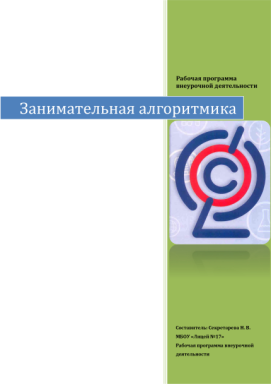 Рабочая программа
внеурочной деятельности
Занимательная алгоритмика
Составитель: Секретарева Н. В.
МБОУ «Лицей №17»
Рабочая программа внеурочной
деятельности